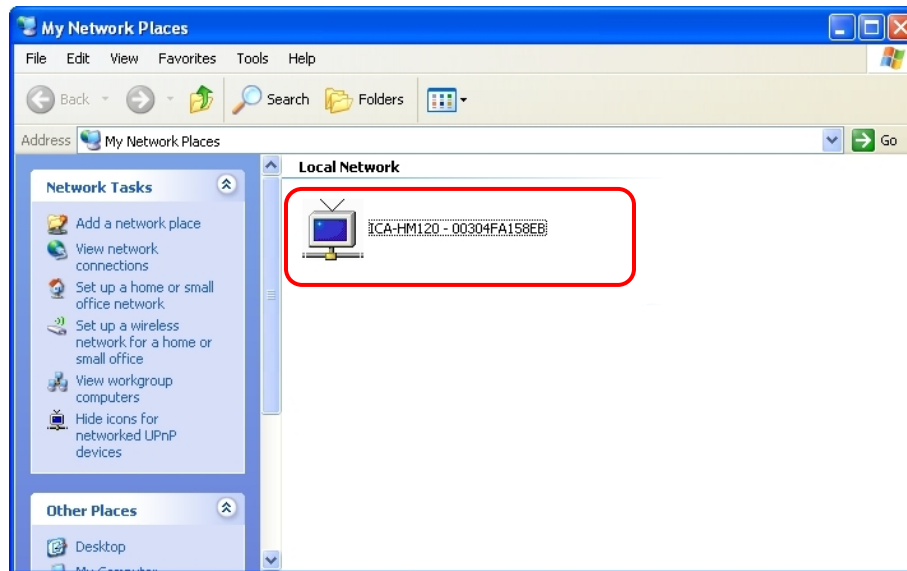 My Network Places
File Edit View Favorites Tools Help
Back Search Folders
Address My Network Places Go
Network Tasks
Add a network place
View network
connections
Set up a home or small
office network
Set up a wireless
network for a home or
small office
View workgroup
computers
Hide icons for
networked UPnP
devices
Other Places
Desktop
My Computer
Local Network
ICA-HM120 - 00304FA158EB